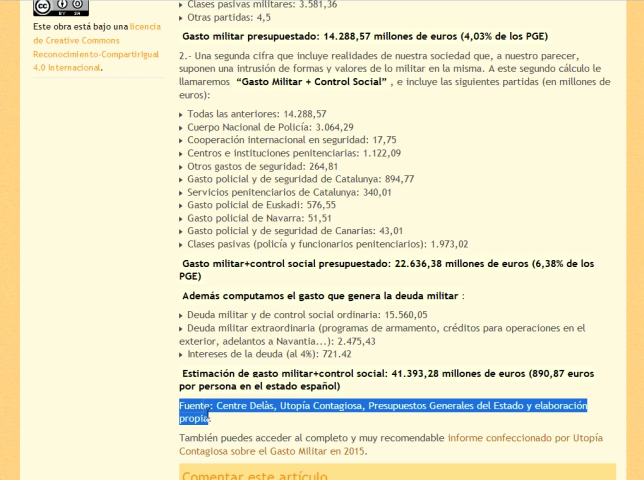 Clases pasivas militares: 3.581,36
Otras partidas: 4,5
Gasto militar presupuestado: 14.288,57 millones de euros (4,03% de los PGE)
2.- Una segunda cifra que incluye realidades de nuestra sociedad que, a nuestro parecer,
suponen una intrusión de formas y valores de lo militar en la misma. A este segundo cálculo le
llamaremos “Gasto Militar + Control Social” , e incluye las siguientes partidas (en millones de
euros):
Todas las anteriores: 14.288,57
Cuerpo Nacional de Policía: 3.064,29
Cooperación internacional en seguridad: 17,75
Centros e instituciones penitenciarias: 1.122,09
Otros gastos de seguridad: 264,81
Gasto policial y de seguridad de Catalunya: 894,77
Servicios penitenciarios de Catalunya: 340,01
Gasto policial de Euskadi: 576,55
Gasto policial de Navarra: 51,51
Gasto policial y de seguridad de Canarias: 43,01
Clases pasivas (policía y funcionarios penitenciarios): 1.973,02
Gasto militar+control social presupuestado: 22.636,38 millones de euros (6,38% de los
PGE)
Además computamos el gasto que genera la deuda militar :
Deuda militar y de control social ordinaria: 15.560,05
Deuda militar extraordinaria (programas de armamento, créditos para operaciones en el
exterior, adelantos a Navantia...): 2.475,43
Intereses de la deuda (al 4%): 721.42
Estimación de gasto militar+control social: 41.393,28 millones de euros (890,87 euros
por persona en el estado español)
Fuente: Centre Delàs, Utopía Contagiosa, Presupuestos Generales del Estado y elaboración
propia.
También puedes acceder al completo y muy recomendable informe confeccionado por Utopía
Contagiosa sobre el Gasto Militar en 2015.
Comentar este artículo
cc
BY SA
Este obra está bajo una licencia
de Creative Commons
Reconocimiento-CompartirIgual
4.0 Internacional.